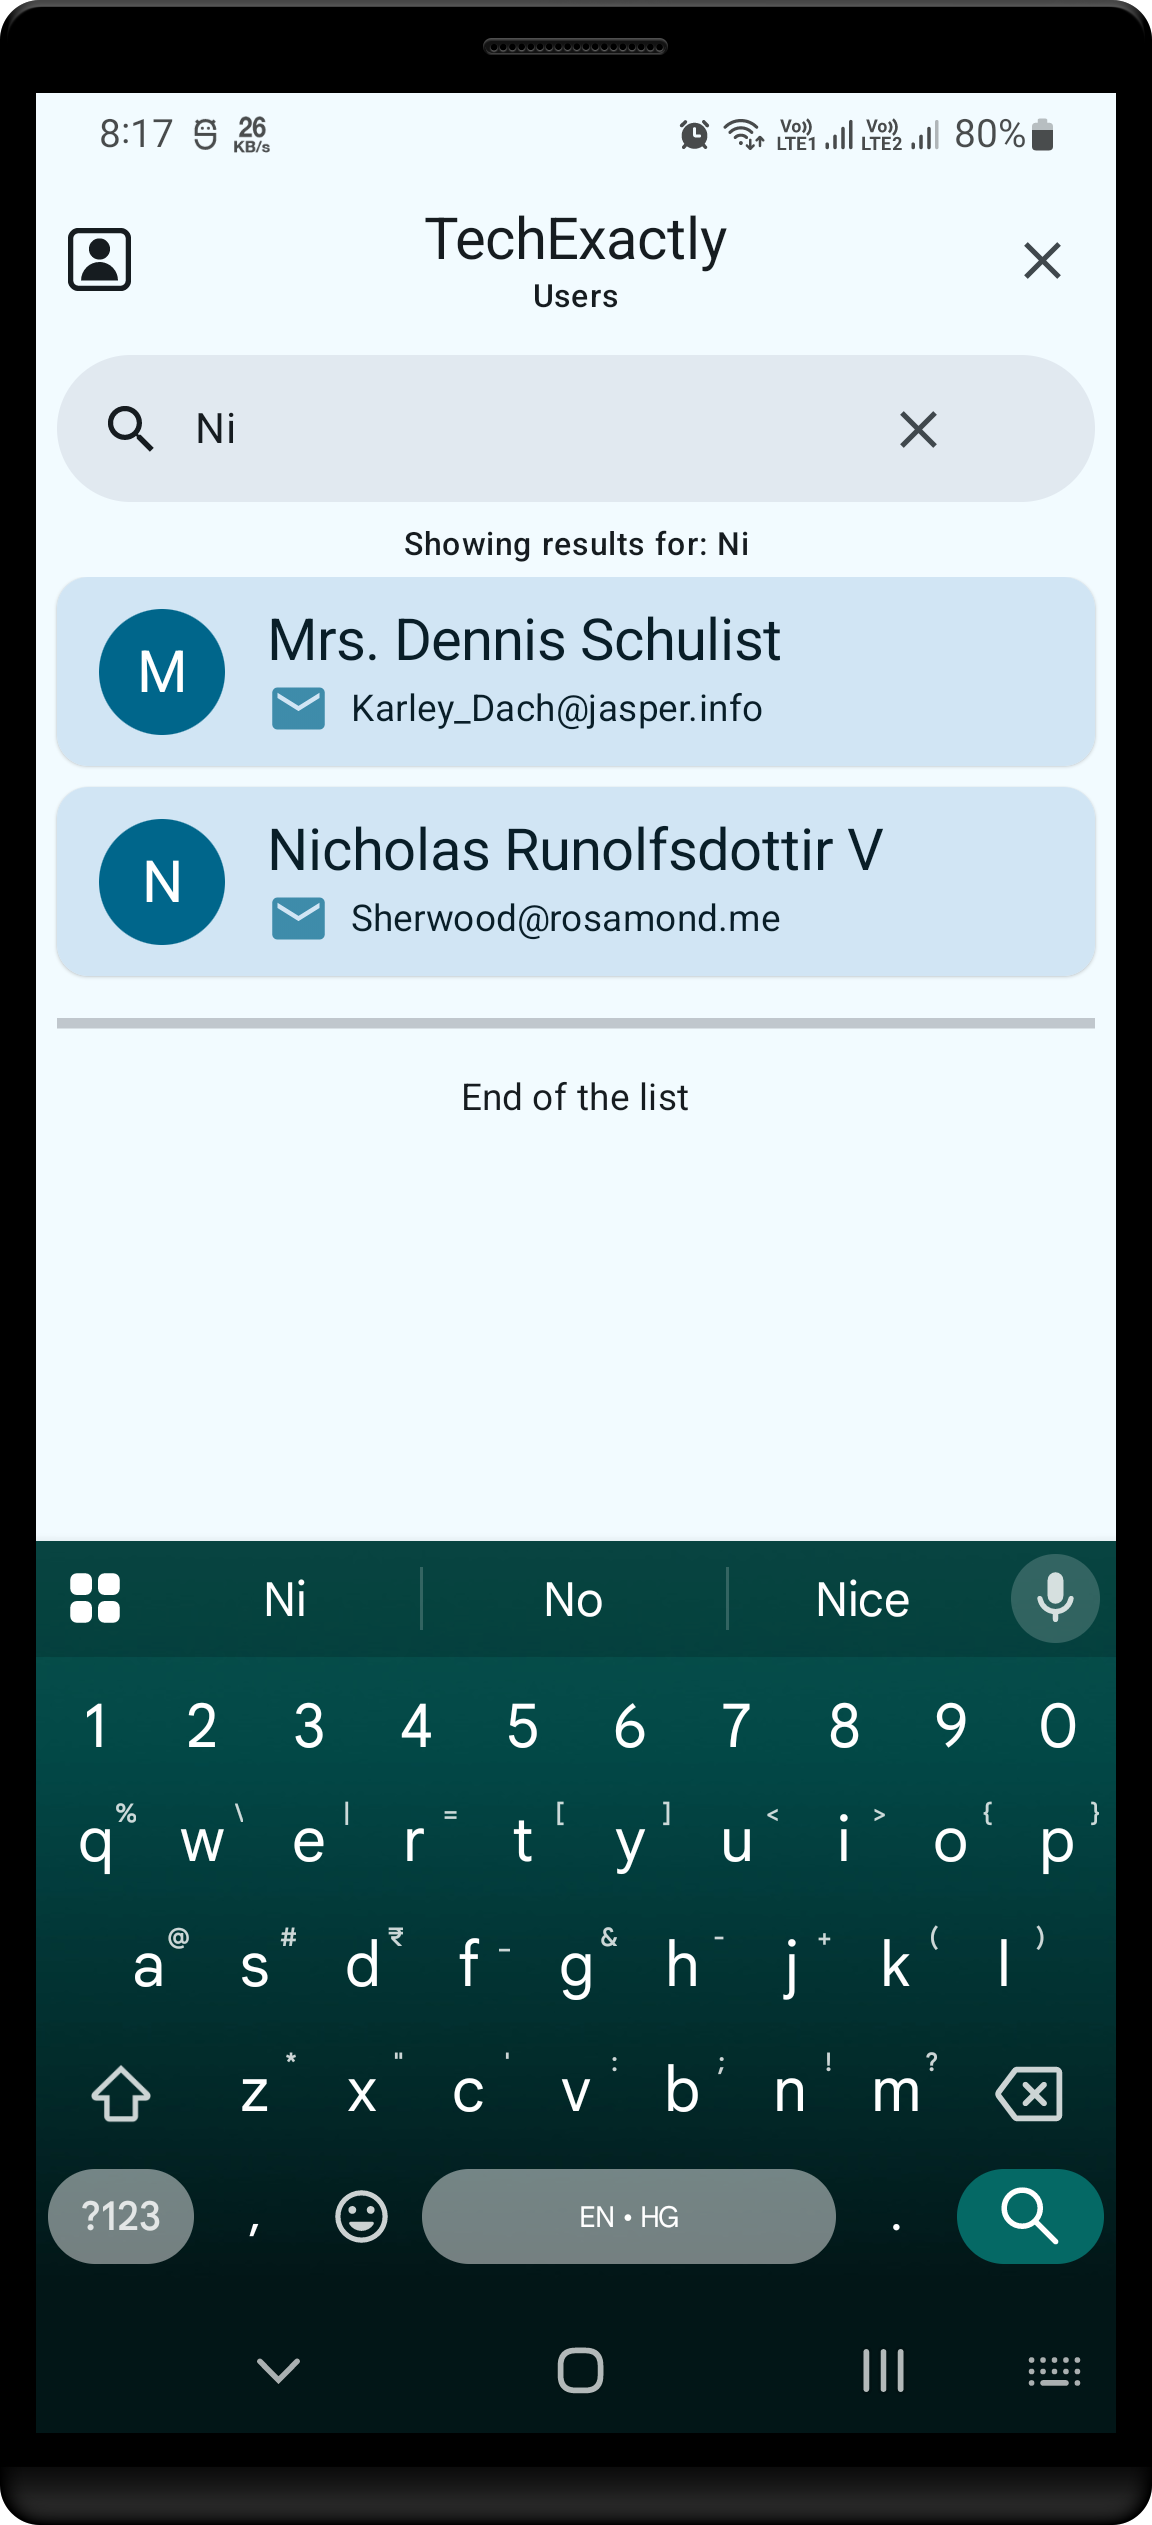 8:17 26 KB/s Vo)) LTE1 Vo)) LTE2 80%
TechExactly
Users
Ni
Showing results for: Ni
M Mrs. Dennis Schulist
Karley_Dach@jasper.info
N Nicholas Runolfsdottir V
Sherwood@rosamond.me
End of the list
Ni No Nice
1 2 3 4 5 6 7 8 9 0
q % w \ e | r = t [ y ] u < i > o { p }
a @ s # d ₹ f _ g & h - j + k ( l )
z * x " c ' v : b ; n ! m ?
?123 , EN • HG .